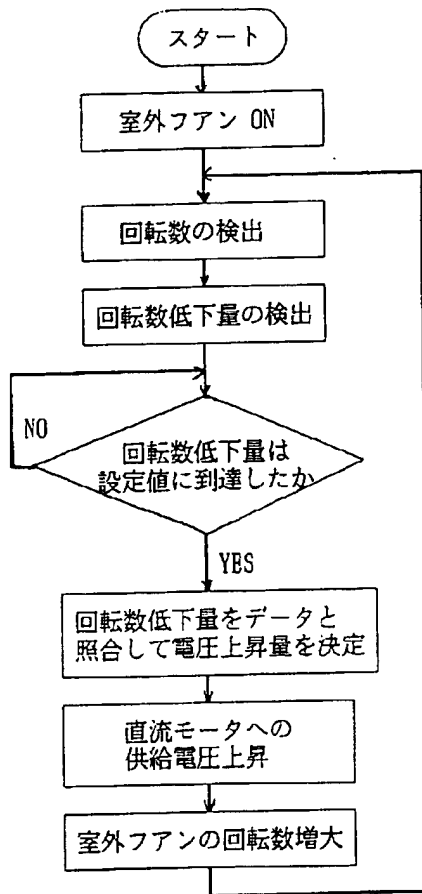 スタート
室外フアン ON
回転数の検出
回転数低下量の検出
NO
回転数低下量は
設定値に到達したか
YES
回転数低下量をデータと
照合して電圧上昇量を決定
直流モータへの
供給電圧上昇
室外フアンの回転数増大